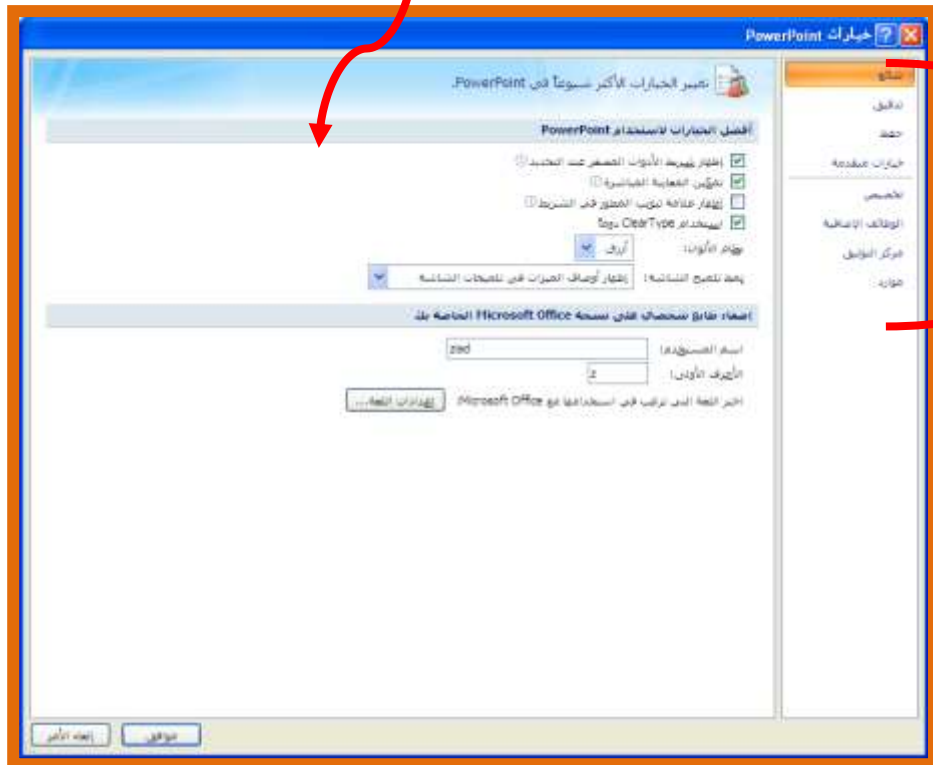 خيارات PowerPoint
شائع
تدقيق
حفظ
خيارات متقدمة
تخصيص
الوظائف الإضافية
مركز التوثيق
موارد
تغيير الخيارات الأكثر شيوعاً في PowerPoint.
أفضل الخيارات لاستخدام PowerPoint
إظهار شريط الأدوات المصغر عند التحديد
تمكين المعاينة المباشرة
إظهار علامة تبويب المطور في الشريط
استخدام ClearType دوماً
نظام الألوان: أزرق
نمط تلميح الشاشة: إظهار أوصاف الميزات في تلميحات الشاشة
إضفاء طابع شخصي على نسخة Microsoft Office الخاصة بك
اسم المستخدم: zied
الأحرف الأولى: z
اختر اللغة التي ترغب في استخدامها مع Microsoft Office: إعدادات اللغة...
موافق
إلغاء الأمر